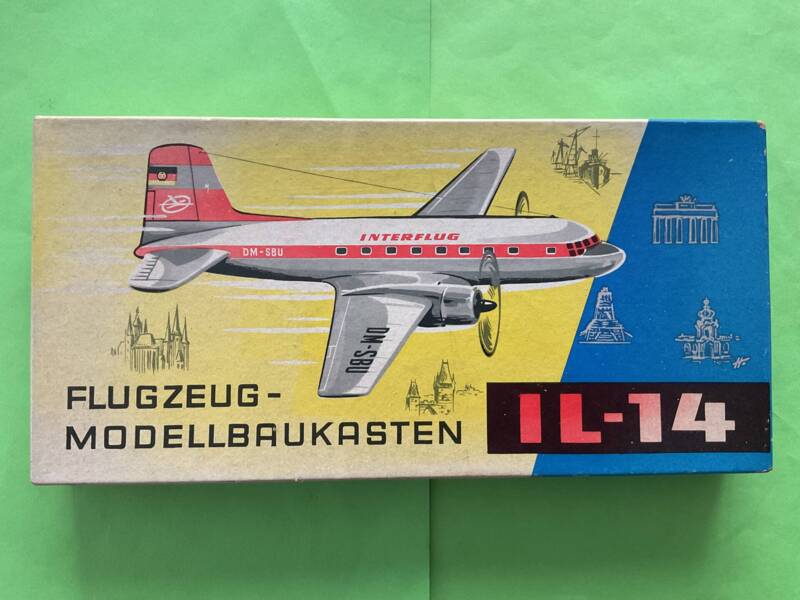 INTERFLUG
DM-SBU
DM-SBU
FLUGZEUG-
MODELLBAUKASTEN
IL-14